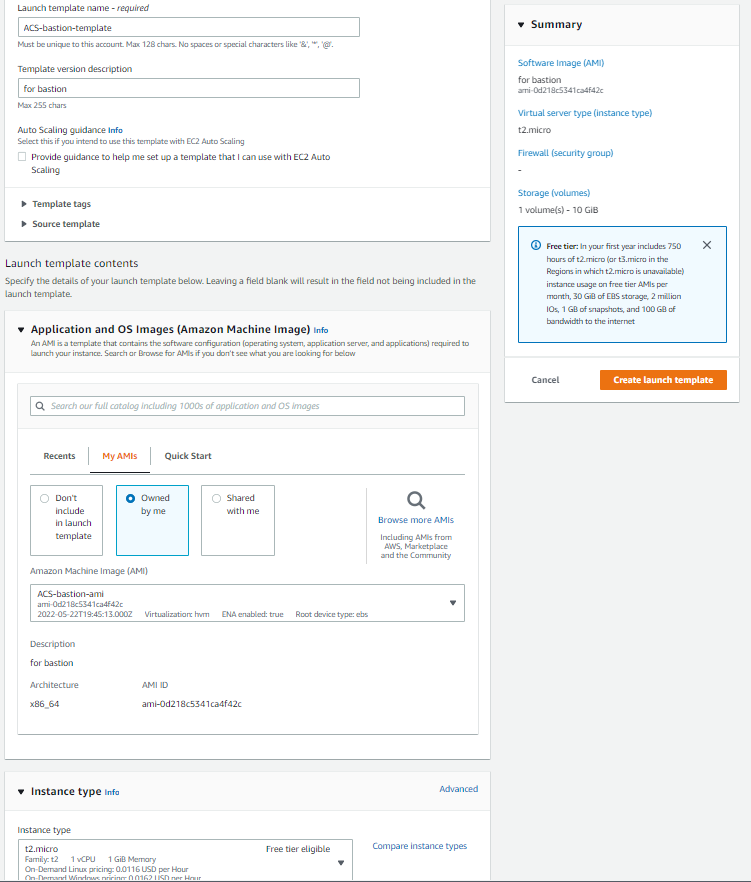 Launch template name - required
ACS-bastion-template
Must be unique to this account. Max 128 chars. No spaces or special characters like '&', '*', '@'.
Template version description
for bastion
Max 255 chars
Auto Scaling guidance Info
Select this if you intend to use this template with EC2 Auto Scaling
Provide guidance to help me set up a template that I can use with EC2 Auto
Scaling
Template tags
Source template
Launch template contents
Specify the details of your launch template below. Leaving a field blank will result in the field not being included in the
launch template.
Application and OS Images (Amazon Machine Image) Info
An AMI is a template that contains the software configuration (operating system, application server, and applications) required to
launch your instance. Search or Browse for AMIs if you don't see what you are looking for below
Search our full catalog including 1000s of application and OS images
Recents
My AMIs
Quick Start
Don't
include
in launch
template
Owned
by me
Shared
with me
Browse more AMIs
Including AMIs from
AWS, Marketplace
and the Community
Amazon Machine Image (AMI)
ACS-bastion-ami
ami-0d218c5341ca4f42c
2022-05-22T19:45:13.000Z Virtualization: hvm ENA enabled: true Root device type: ebs
Description
for bastion
Architecture AMI ID
x86_64 ami-0d218c5341ca4f42c
Instance type Info
Advanced
Instance type
t2.micro Free tier eligible
Family: t2 1 vCPU 1 GiB Memory
On-Demand Linux pricing: 0.0116 USD per Hour
On-Demand Windows pricing: 0.0162 USD per Hour
Compare instance types
Summary
Software Image (AMI)
for bastion
ami-0d218c5341ca4f42c
Virtual server type (instance type)
t2.micro
Firewall (security group)
-
Storage (volumes)
1 volume(s) - 10 GiB
Free tier: In your first year includes 750
hours of t2.micro (or t3.micro in the
Regions in which t2.micro is unavailable)
instance usage on free tier AMIs per
month, 30 GiB of EBS storage, 2 million
IOs, 1 GB of snapshots, and 100 GB of
bandwidth to the internet
Cancel
Create launch template